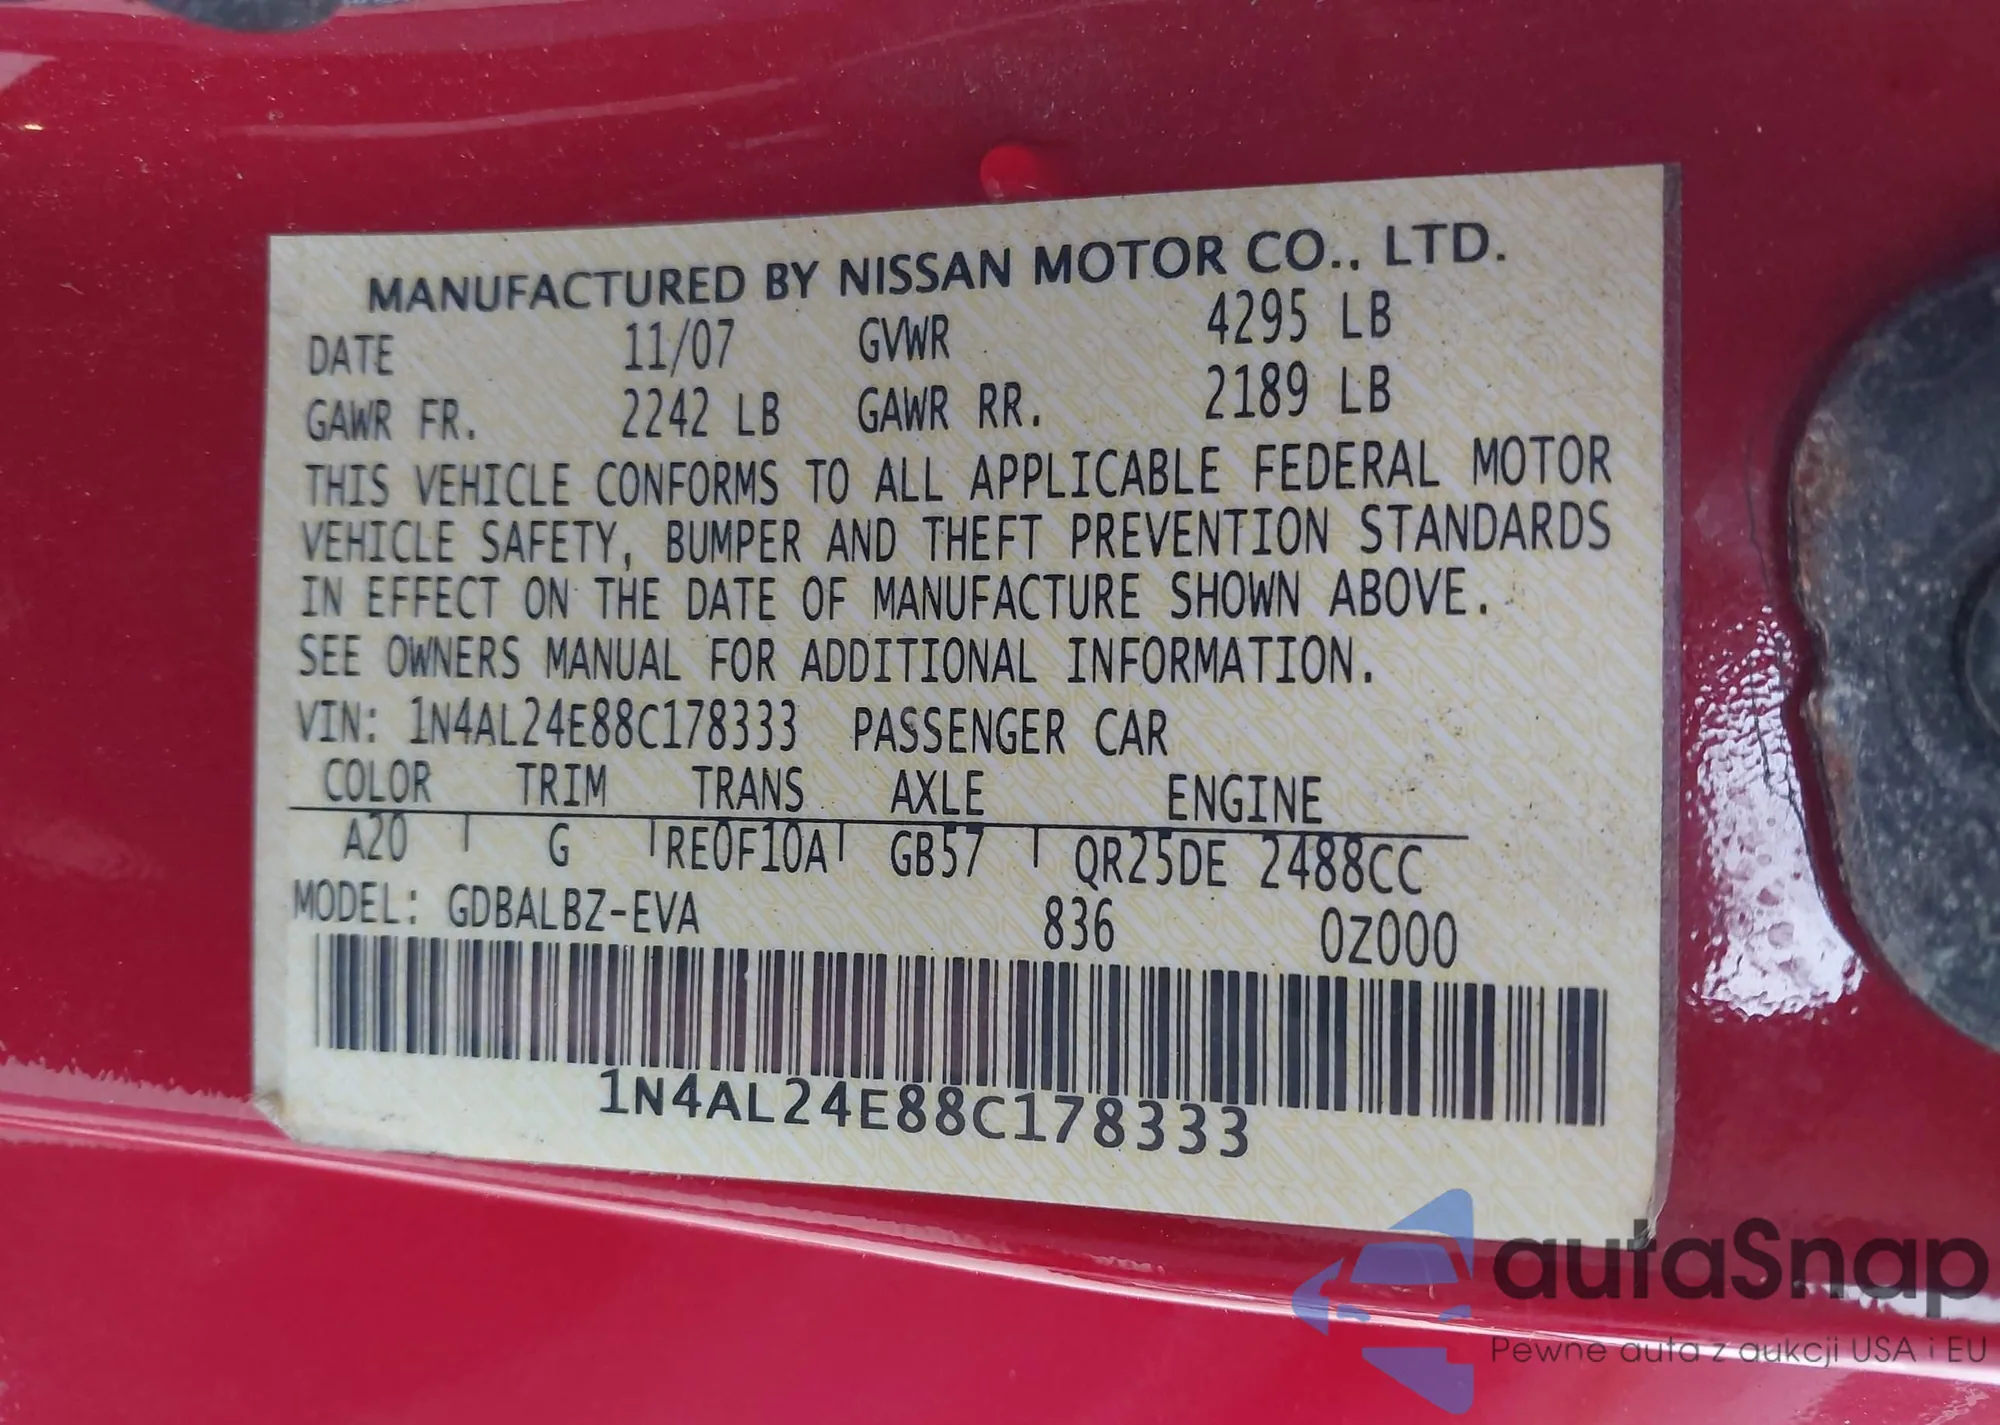 MANUFACTURED BY NISSAN MOTOR CO., LTD.
DATE 11/07 GVWR 4295 LB
GAWR FR. 2242 LB GAWR RR. 2189 LB
THIS VEHICLE CONFORMS TO ALL APPLICABLE FEDERAL MOTOR
VEHICLE SAFETY, BUMPER AND THEFT PREVENTION STANDARDS
IN EFFECT ON THE DATE OF MANUFACTURE SHOWN ABOVE.
SEE OWNERS MANUAL FOR ADDITIONAL INFORMATION.
VIN: 1N4AL24E88C178333 PASSENGER CAR
COLOR TRIM TRANS AXLE ENGINE
A20 G RE0F10A GB57 QR25DE 2488CC
MODEL: GDBALBZ-EVA 836 0Z000
1N4AL24E88C178333
autaSnap
Pewne auta z aukcji USA i EU